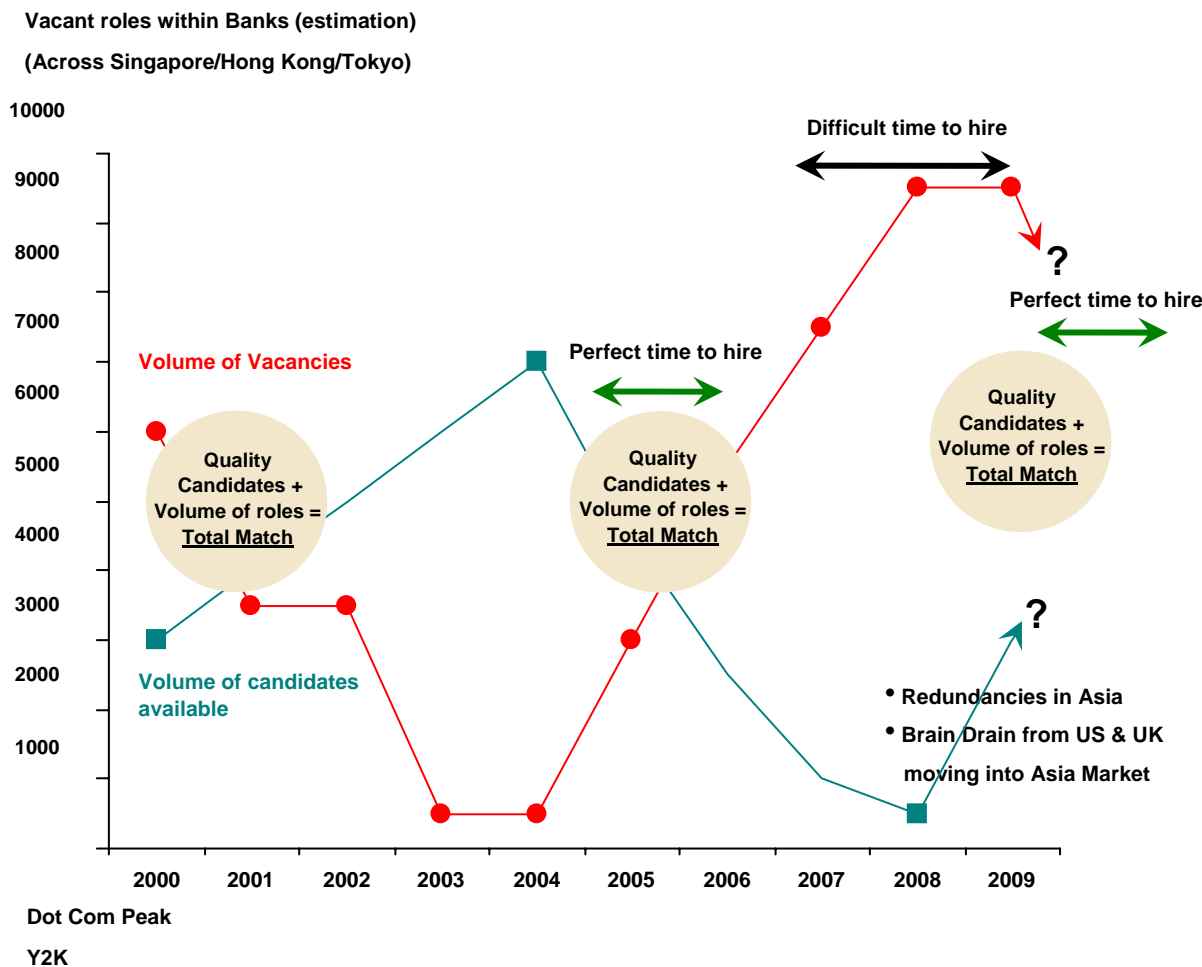 Vacant roles within Banks (estimation)
(Across Singapore/Hong Kong/Tokyo)
10000
Difficult time to hire
9000
8000
?
Perfect time to hire
7000
Perfect time to hire
Volume of Vacancies
6000
Quality
Candidates +
Volume of roles =
Total Match
5000
Quality
Candidates +
Volume of roles =
Total Match
Quality
Candidates +
Volume of roles =
Total Match
4000
3000
?
2000
Volume of candidates
available
• Redundancies in Asia
• Brain Drain from US & UK
moving into Asia Market
1000
2000 2001 2002 2003 2004 2005 2006 2007 2008 2009
Dot Com Peak
Y2K